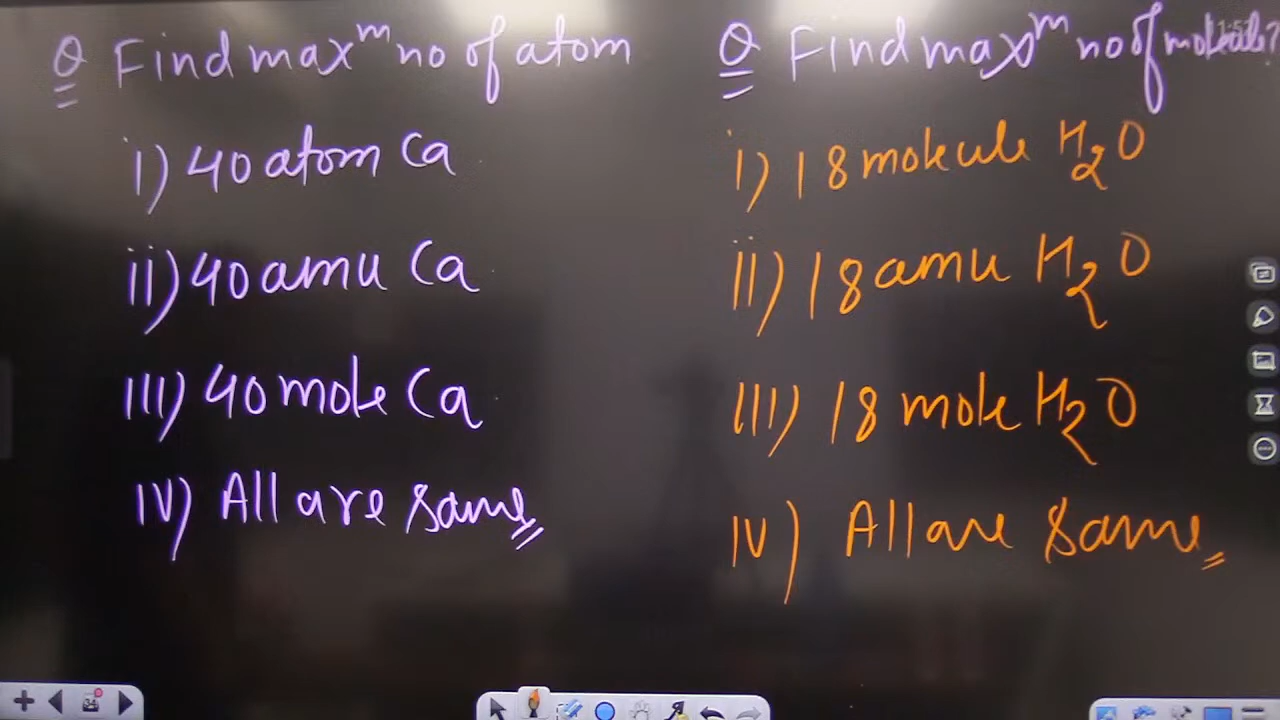 Q Find max^m no of atom
i) 40 atom Ca
ii) 40 amu Ca
III) 40 mole Ca
IV) All are same
Q Find max^m no of molecule?
i) 18 molecule H₂O
ii) 18 amu H₂O
III) 18 mole H₂O
IV) All are same